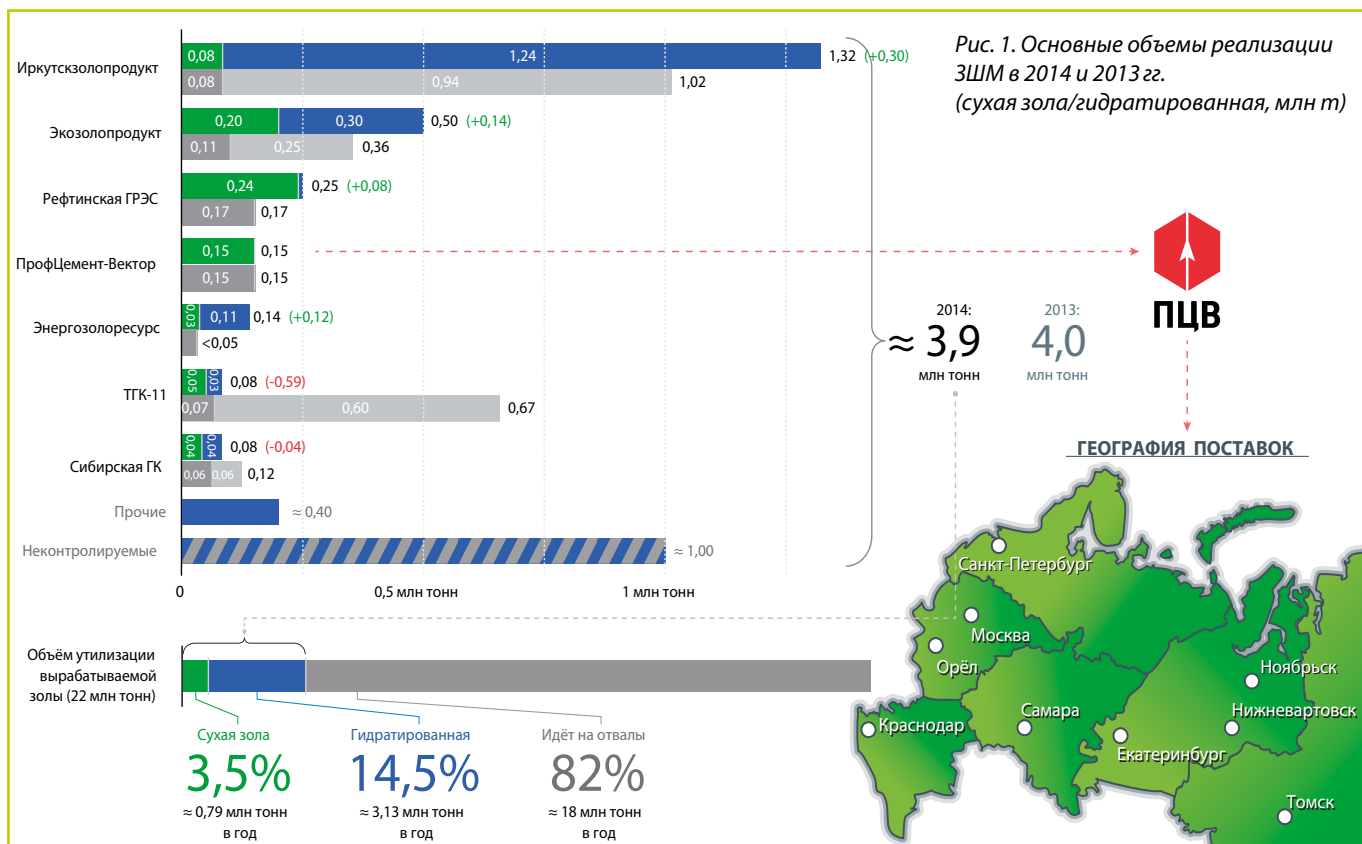 Рис. 1. Основные объемы реализации
ЗШМ в 2014 и 2013 гг.
(сухая зола/гидратированная, млн т)
Иркутскзолопродукт
0,08
1,24
1,32 (+0,30)
0,08
0,94
1,02
Экозолопродукт
0,20
0,30
0,50 (+0,14)
0,11
0,25
0,36
Рефтинская ГРЭС
0,24
0,25 (+0,08)
0,17
0,17
ПрофЦемент-Вектор
0,15
0,15
0,15
0,15
Энергозолоресурс
0,03
0,11
0,14 (+0,12)
<0,05
ТГК-11
0,05
0,03
0,08 (-0,59)
0,07
0,60
0,67
Сибирская ГК
0,04
0,04
0,08 (-0,04)
0,06
0,06
0,12
Прочие
≈ 0,40
Неконтролируемые
≈ 1,00
0
0,5 млн тонн
1 млн тонн
2014:
≈ 3,9
млн тонн
2013:
4,0
млн тонн
ПЦВ
ГЕОГРАФИЯ ПОСТАВОК
Санкт-Петербург
Москва
Орёл
Ноябрьск
Самара
Нижневартовск
Краснодар
Екатеринбург
Томск
Объём утилизации
вырабатываемой
золы (22 млн тонн)
Сухая зола
3,5%
≈ 0,79 млн тонн
в год
Гидратированная
14,5%
≈ 3,13 млн тонн
в год
Идёт на отвалы
82%
≈ 18 млн тонн
в год